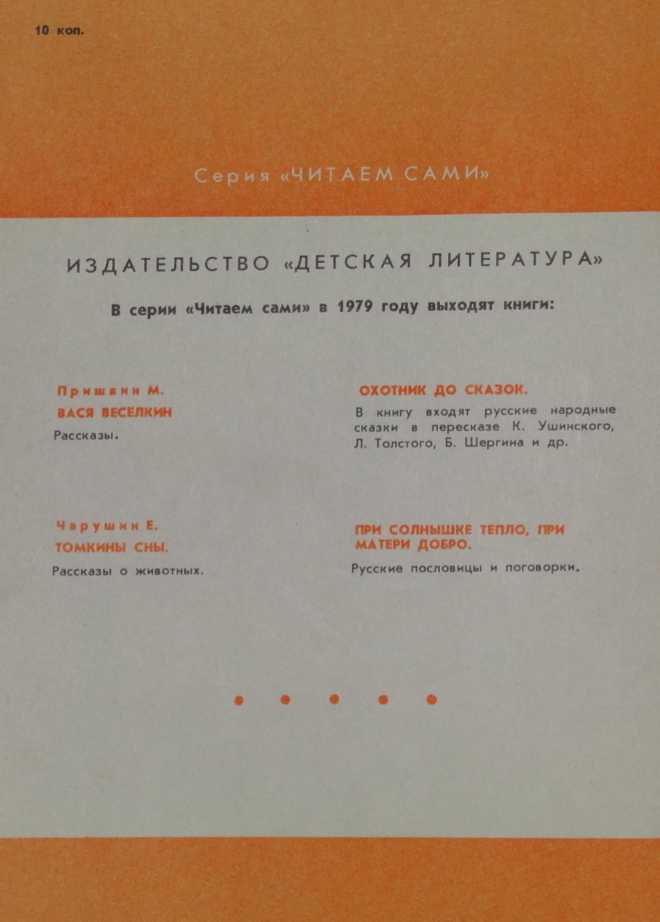 10 коп.
Серия «ЧИТАЕМ САМИ»
ИЗДАТЕЛЬСТВО «ДЕТСКАЯ ЛИТЕРАТУРА»
В серии «Читаем сами» в 1979 году выходят книги:
Пришвин М.
ВАСЯ ВЕСЕЛКИН
Рассказы.
ОХОТНИК ДО СКАЗОК.
В книгу входят русские народные
сказки в пересказе К. Ушинского,
Л. Толстого, Б. Шергина и др.
Чарушин Е.
ТОМКИНЫ СНЫ.
Рассказы о животных.
ПРИ СОЛНЫШКЕ ТЕПЛО, ПРИ
МАТЕРИ ДОБРО.
Русские пословицы и поговорки.